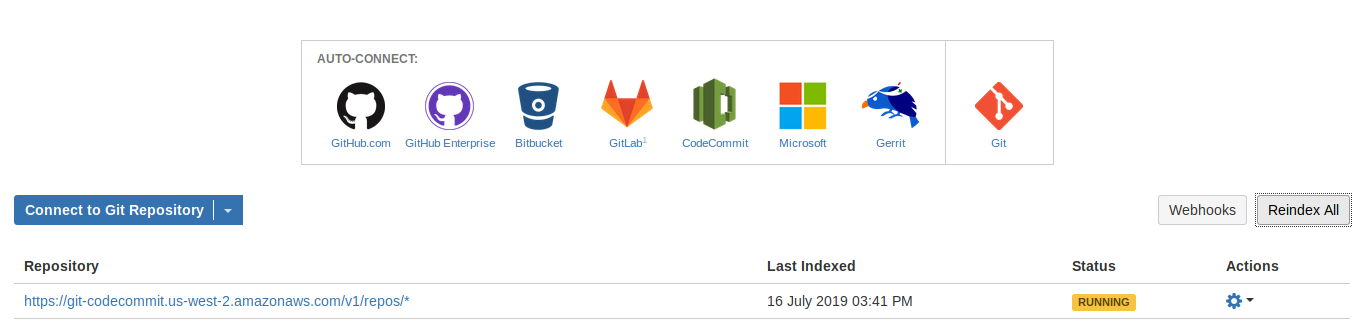 AUTO-CONNECT:
GitHub.com GitHub Enterprise Bitbucket GitLab1 CodeCommit Microsoft Gerrit Git
Connect to Git Repository Webhooks Reindex All
Repository Last Indexed Status Actions
https://git-codecommit.us-west-2.amazonaws.com/v1/repos/* 16 July 2019 03:41 PM RUNNING